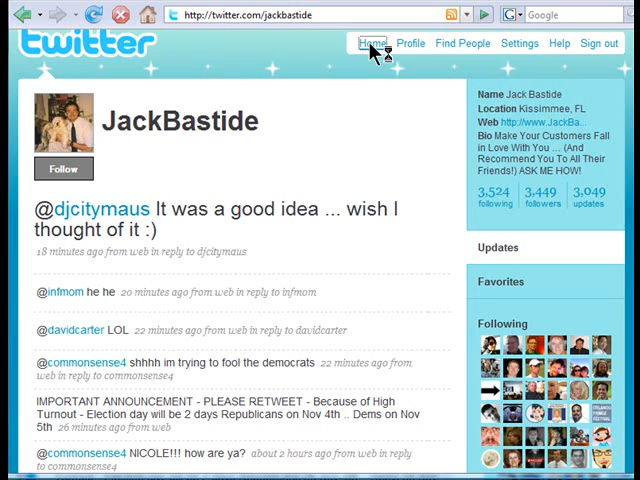 http://twitter.com/jackbastide
Google
twitter
Home Profile Find People Settings Help Sign out
JackBastide
Follow
@djcitymaus It was a good idea ... wish I
thought of it :)
18 minutes ago from web in reply to djcitymaus
@infmom he he 20 minutes ago from web in reply to infmom
@davidcarter LOL 22 minutes ago from web in reply to davidcarter
@commonsense4 shhhh im trying to fool the democrats 22 minutes ago from
web in reply to commonsense4
IMPORTANT ANNOUNCEMENT - PLEASE RETWEET - Because of High
Turnout - Election day will be 2 days Republicans on Nov 4th .. Dems on Nov
5th 26 minutes ago from web
@commonsense4 NICOLE!!! how are ya? about 2 hours ago from web in reply
to commonsense4
Name Jack Bastide
Location Kissimmee, FL
Web http://www.JackBa...
Bio Make Your Customers Fall
in Love With You ... (And
Recommend You To All Their
Friends!) ASK ME HOW!
3,524 3,449 3,049
following followers updates
Updates
Favorites
Following